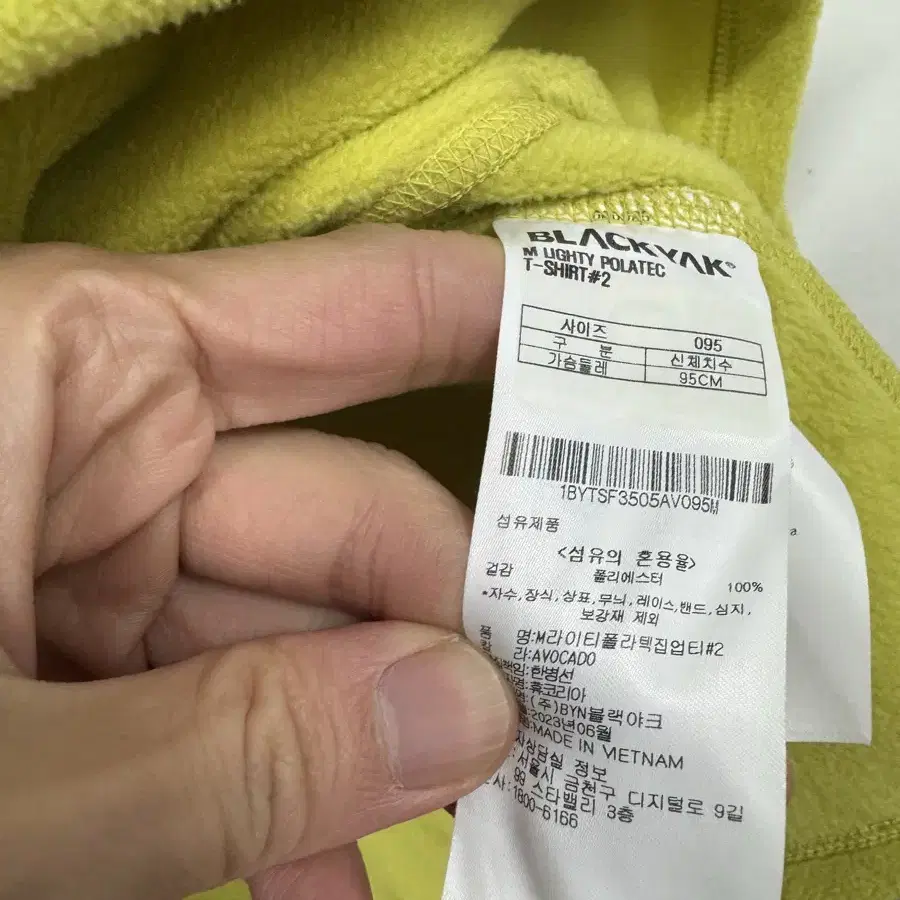 BLACKYAK
M LIGHTY POLATEC
T-SHIRT#2
사이즈 095
구 분 신체치수
가슴둘레 95CM
1BYTSF3505AV095M
섬유제품
<섬유의 혼용율>
겉감 폴리에스터 100%
*자수,장식,상표,무늬,레이스,밴드,심지,
보강재 제외
품 명:M라이티폴라텍집업티#2
라:AVOCADO
책임:한병선
명:휴코리아
(주)BYN블랙야크
:2023년06월
:MADE IN VIETNAM
자상담실 정보
:서울시 금천구 디지털로 9길
99 스타밸리 3층
:1800-6166